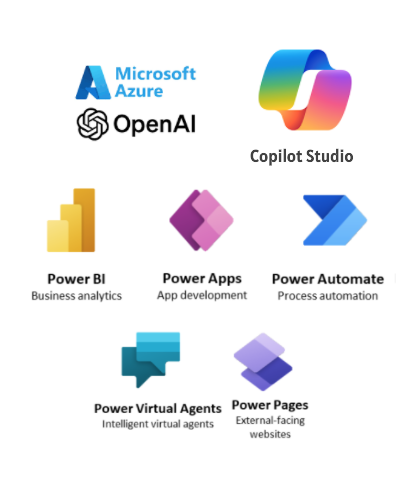 Microsoft
Azure
OpenAI
Copilot Studio
Power BI
Business analytics
Power Apps
App development
Power Automate
Process automation
Power Virtual Agents
Intelligent virtual agents
Power Pages
External-facing
websites